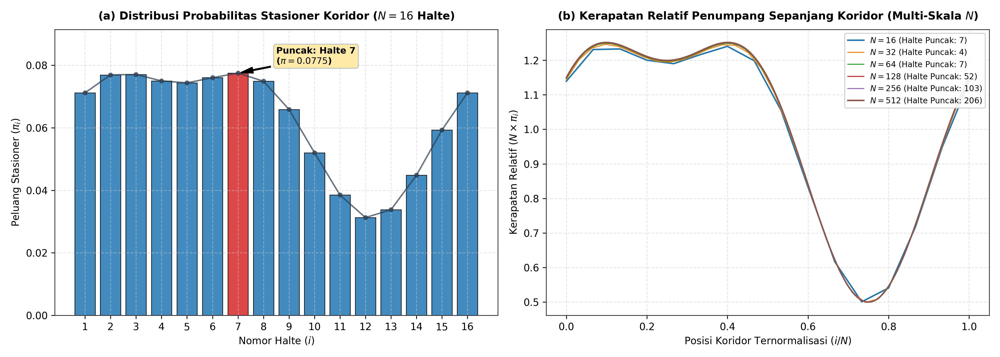 (a) Distribusi Probabilitas Stasioner Koridor (N = 16 Halte)
Puncak: Halte 7
(π = 0.0775)
Peluang Stasioner (πᵢ)
0.08
0.06
0.04
0.02
0.00
1 2 3 4 5 6 7 8 9 10 11 12 13 14 15 16
Nomor Halte (i)
(b) Kerapatan Relatif Penumpang Sepanjang Koridor (Multi-Skala N)
N = 16 (Halte Puncak: 7)
N = 32 (Halte Puncak: 4)
N = 64 (Halte Puncak: 7)
N = 128 (Halte Puncak: 52)
N = 256 (Halte Puncak: 103)
N = 512 (Halte Puncak: 206)
Kerapatan Relatif (N × πᵢ)
1.2
1.1
1.0
0.9
0.8
0.7
0.6
0.5
0.0 0.2 0.4 0.6 0.8 1.0
Posisi Koridor Ternormalisasi (i/N)